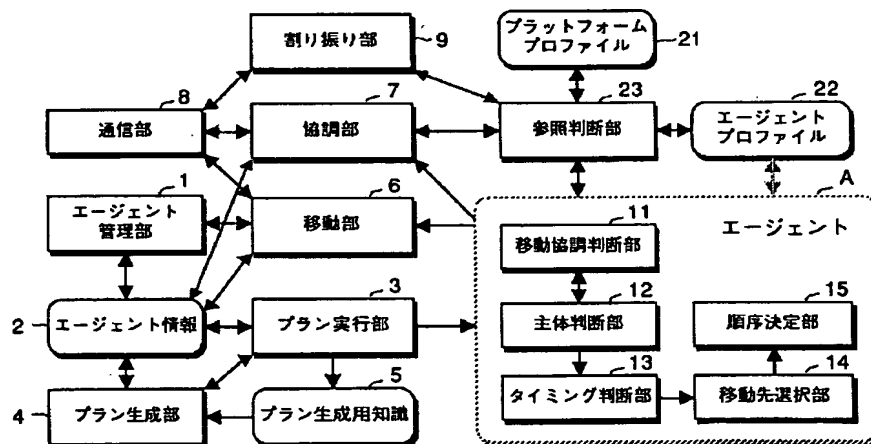 割り振り部
9
プラットフォーム
プロファイル
21
8
通信部
7
協調部
23
参照判断部
22
エージェント
プロファイル
1
エージェント
管理部
6
移動部
A
エージェント
11
移動協調判断部
2
エージェント情報
3
プラン実行部
12
主体判断部
15
順序決定部
4
プラン生成部
5
プラン生成用知識
13
タイミング判断部
14
移動先選択部